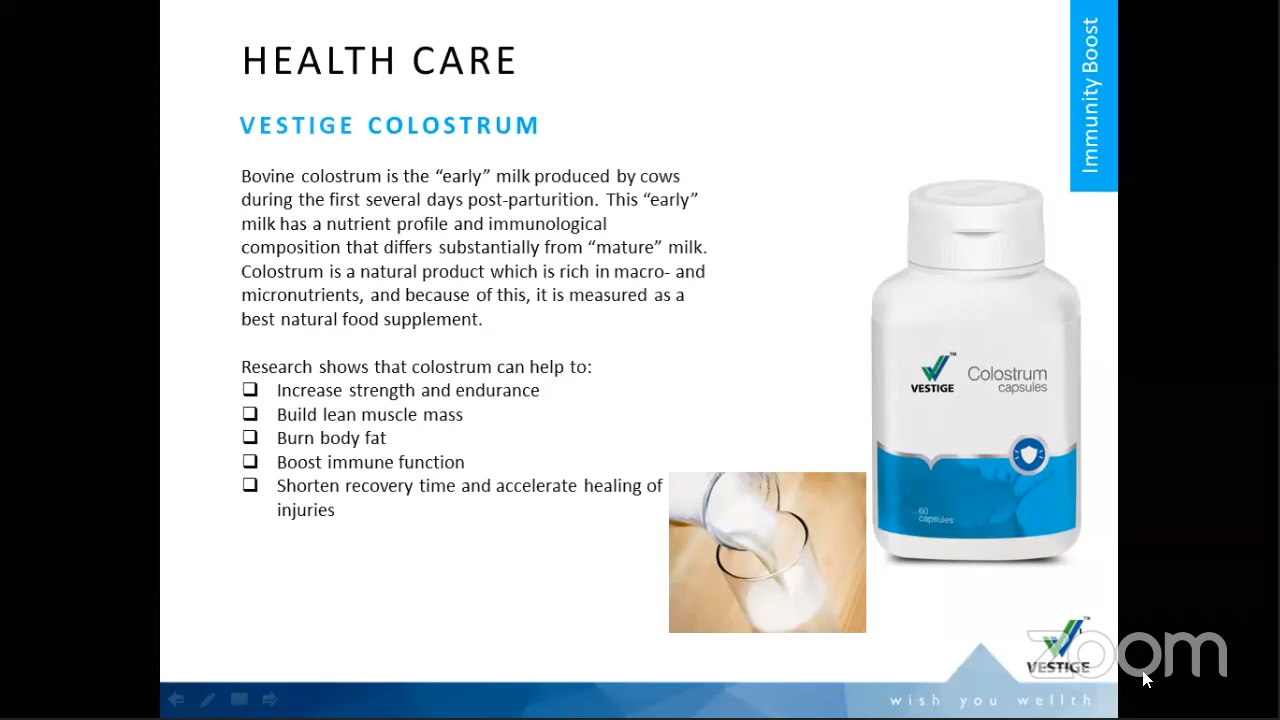 Immunity Boost
HEALTH CARE
VESTIGE COLOSTRUM
Bovine colostrum is the “early” milk produced by cows
during the first several days post-parturition. This “early”
milk has a nutrient profile and immunological
composition that differs substantially from “mature” milk.
Colostrum is a natural product which is rich in macro- and
micronutrients, and because of this, it is measured as a
best natural food supplement.
Research shows that colostrum can help to:
Increase strength and endurance
Build lean muscle mass
Burn body fat
Boost immune function
Shorten recovery time and accelerate healing of
injuries
TM
VESTIGE
Colostrum
capsules
60
capsules
TM
VESTIGE
zoom
wish you wellth